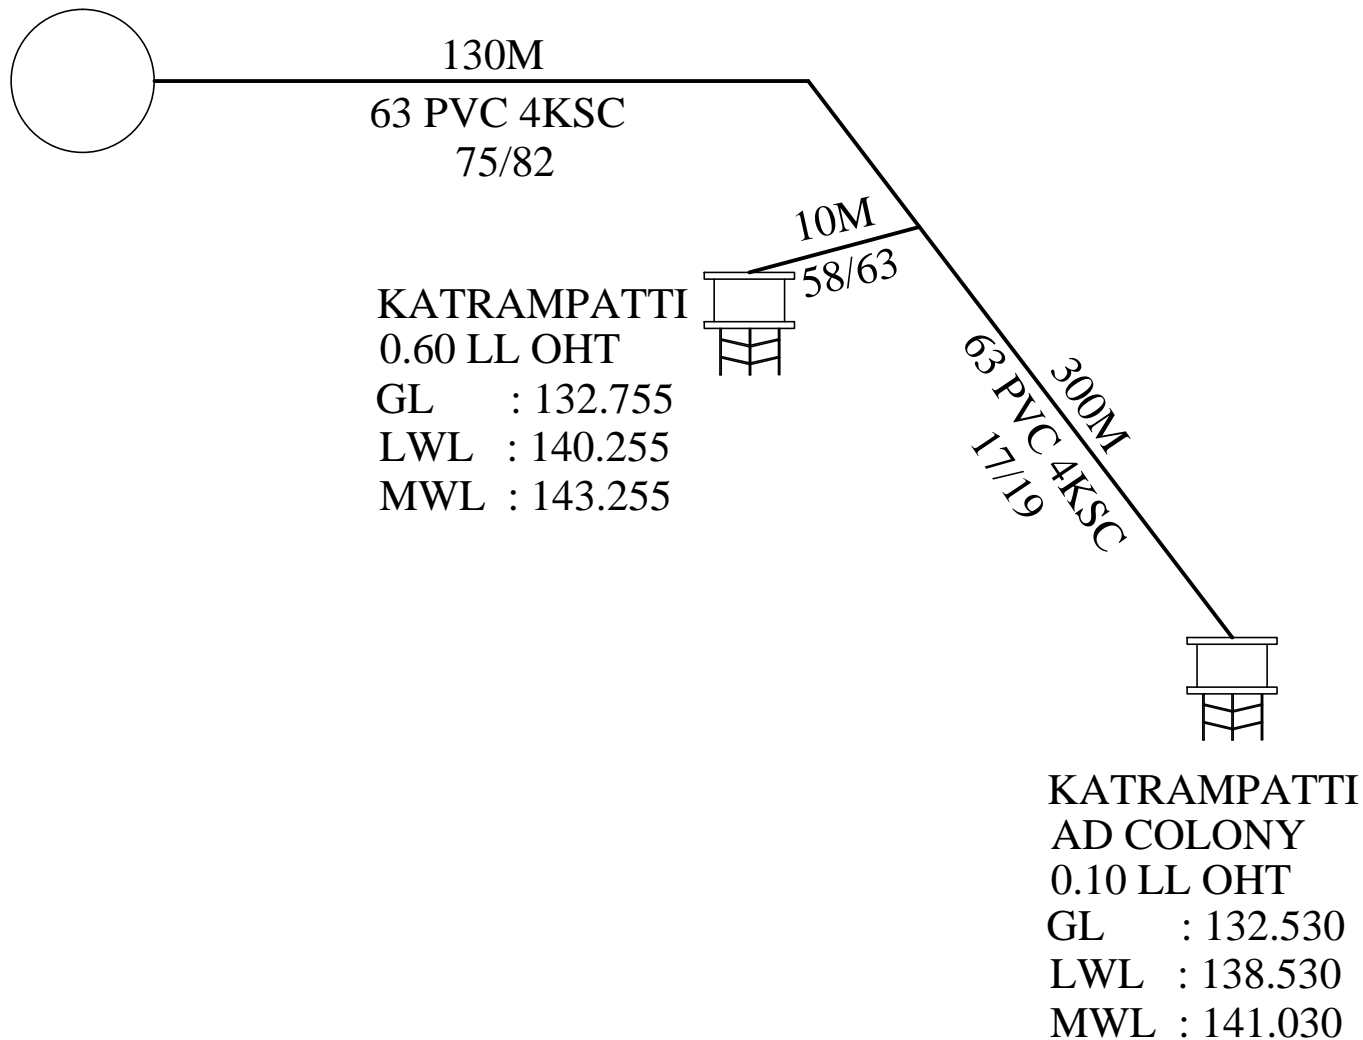 130M
63 PVC 4KSC
75/82
10M
58/63
KATRAMPATTI
0.60 LL OHT
GL : 132.755
LWL : 140.255
MWL : 143.255
300M
63 PVC 4KSC
17/19
KATRAMPATTI
AD COLONY
0.10 LL OHT
GL : 132.530
LWL : 138.530
MWL : 141.030